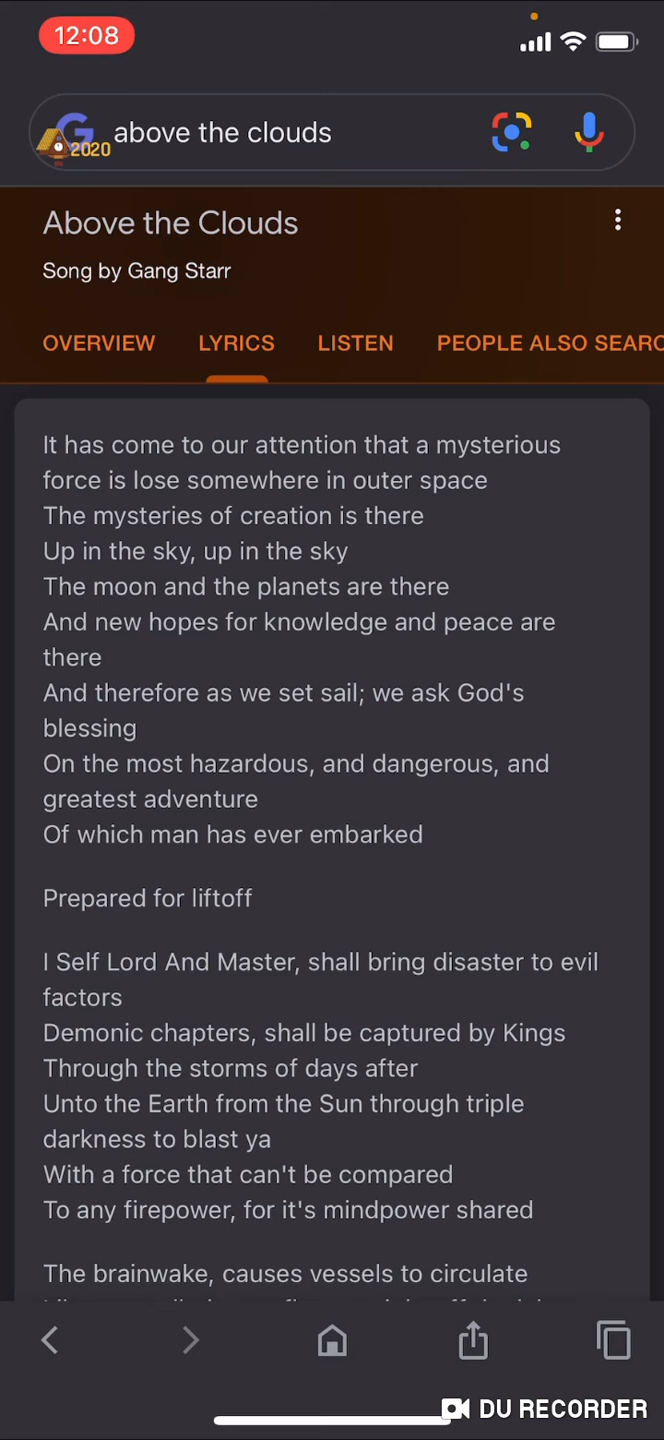 12:08
2020 above the clouds
Above the Clouds
Song by Gang Starr
OVERVIEW LYRICS LISTEN PEOPLE ALSO SEARC
It has come to our attention that a mysterious
force is lose somewhere in outer space
The mysteries of creation is there
Up in the sky, up in the sky
The moon and the planets are there
And new hopes for knowledge and peace are
there
And therefore as we set sail; we ask God's
blessing
On the most hazardous, and dangerous, and
greatest adventure
Of which man has ever embarked
Prepared for liftoff
I Self Lord And Master, shall bring disaster to evil
factors
Demonic chapters, shall be captured by Kings
Through the storms of days after
Unto the Earth from the Sun through triple
darkness to blast ya
With a force that can't be compared
To any firepower, for it's mindpower shared
The brainwake, causes vessels to circulate
DU RECORDER